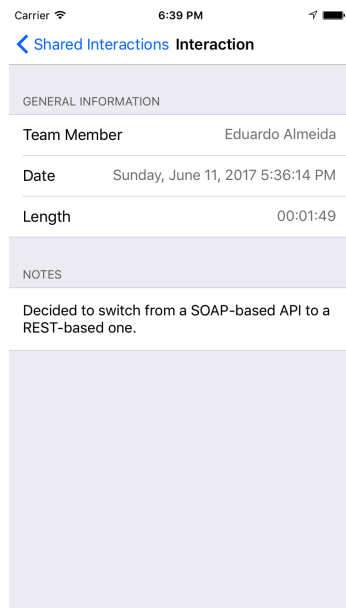 Carrier 6:39 PM
Shared Interactions Interaction
GENERAL INFORMATION
Team Member Eduardo Almeida
Date Sunday, June 11, 2017 5:36:14 PM
Length 00:01:49
NOTES
Decided to switch from a SOAP-based API to a
REST-based one.